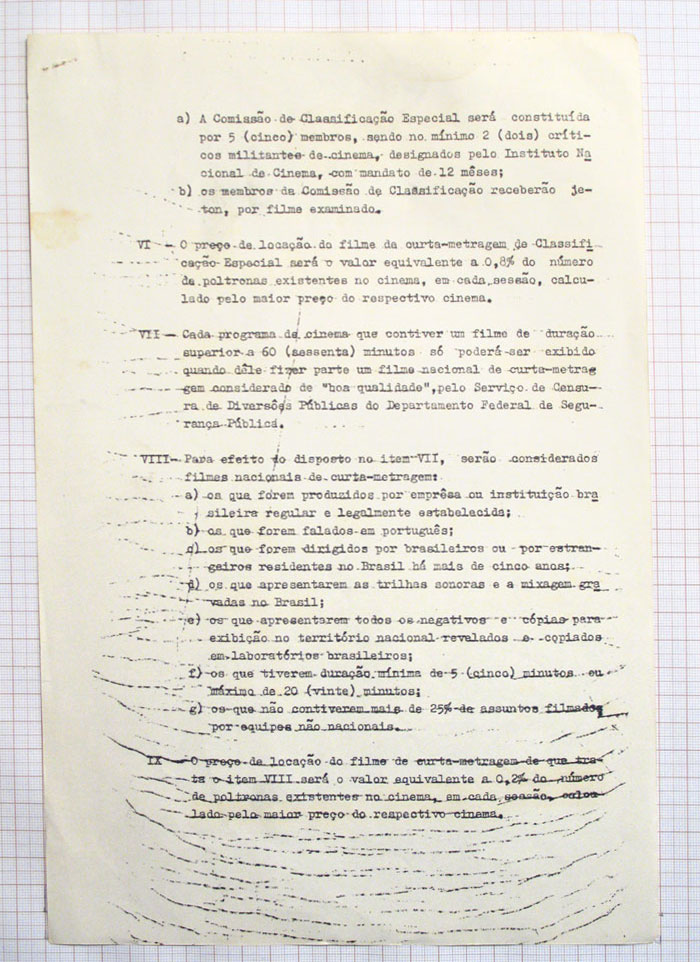 a) A Comissão de Classificação Especial será constituída
por 5 (cinco) membros, sendo no mínimo 2 (dois) críti-
cos militantes de cinema, designados pelo Instituto Na
cional de Cinema, com mandato de 12 mêses;
b) os membros da Comissão de Classificação receberão je-
ton, por filme examinado.
VI - O preço de locação do filme da curta-metragem de Classifi
cação Especial será o valor equivalente a 0,8% do número
de poltronas existentes no cinema, em cada sessão, calcu-
lado pelo maior preço do respectivo cinema.
VII - Cada programa de cinema que contiver um filme de duração
superior a 60 (sessenta) minutos só poderá ser exibido
quando dêle fizer parte um filme nacional de curta-metra
gem considerado de "boa qualidade", pelo Serviço de Censu-
ra de Diversões Públicas do Departamento Federal de Segu-
rança Pública.
VIII - Para efeito do disposto no item VII, serão considerados
filmes nacionais de curta-metragem:
a) os que forem produzidos por emprêsa ou instituição bra
sileira regular e legalmente estabelecida;
b) os que forem falados em português;
c) os que forem dirigidos por brasileiros ou por estran-
geiros residentes no Brasil há mais de cinco anos;
d) os que apresentarem as trilhas sonoras e a mixagem gra
vadas no Brasil;
e) os que apresentarem todos os negativos e cópias para
exibição no território nacional revelados e copiados
em laboratórios brasileiros;
f) os que tiverem duração mínima de 5 (cinco) minutos ou
máximo de 20 (vinte) minutos;
g) os que não contiverem mais de 25% de assuntos filmados
por equipes não nacionais.
IX - O preço de locação do filme de curta-metragem de que tra-
ta o item VIII será o valor equivalente a 0,2% do número
de poltronas existentes no cinema, em cada sessão, calcu-
lado pelo maior preço do respectivo cinema.